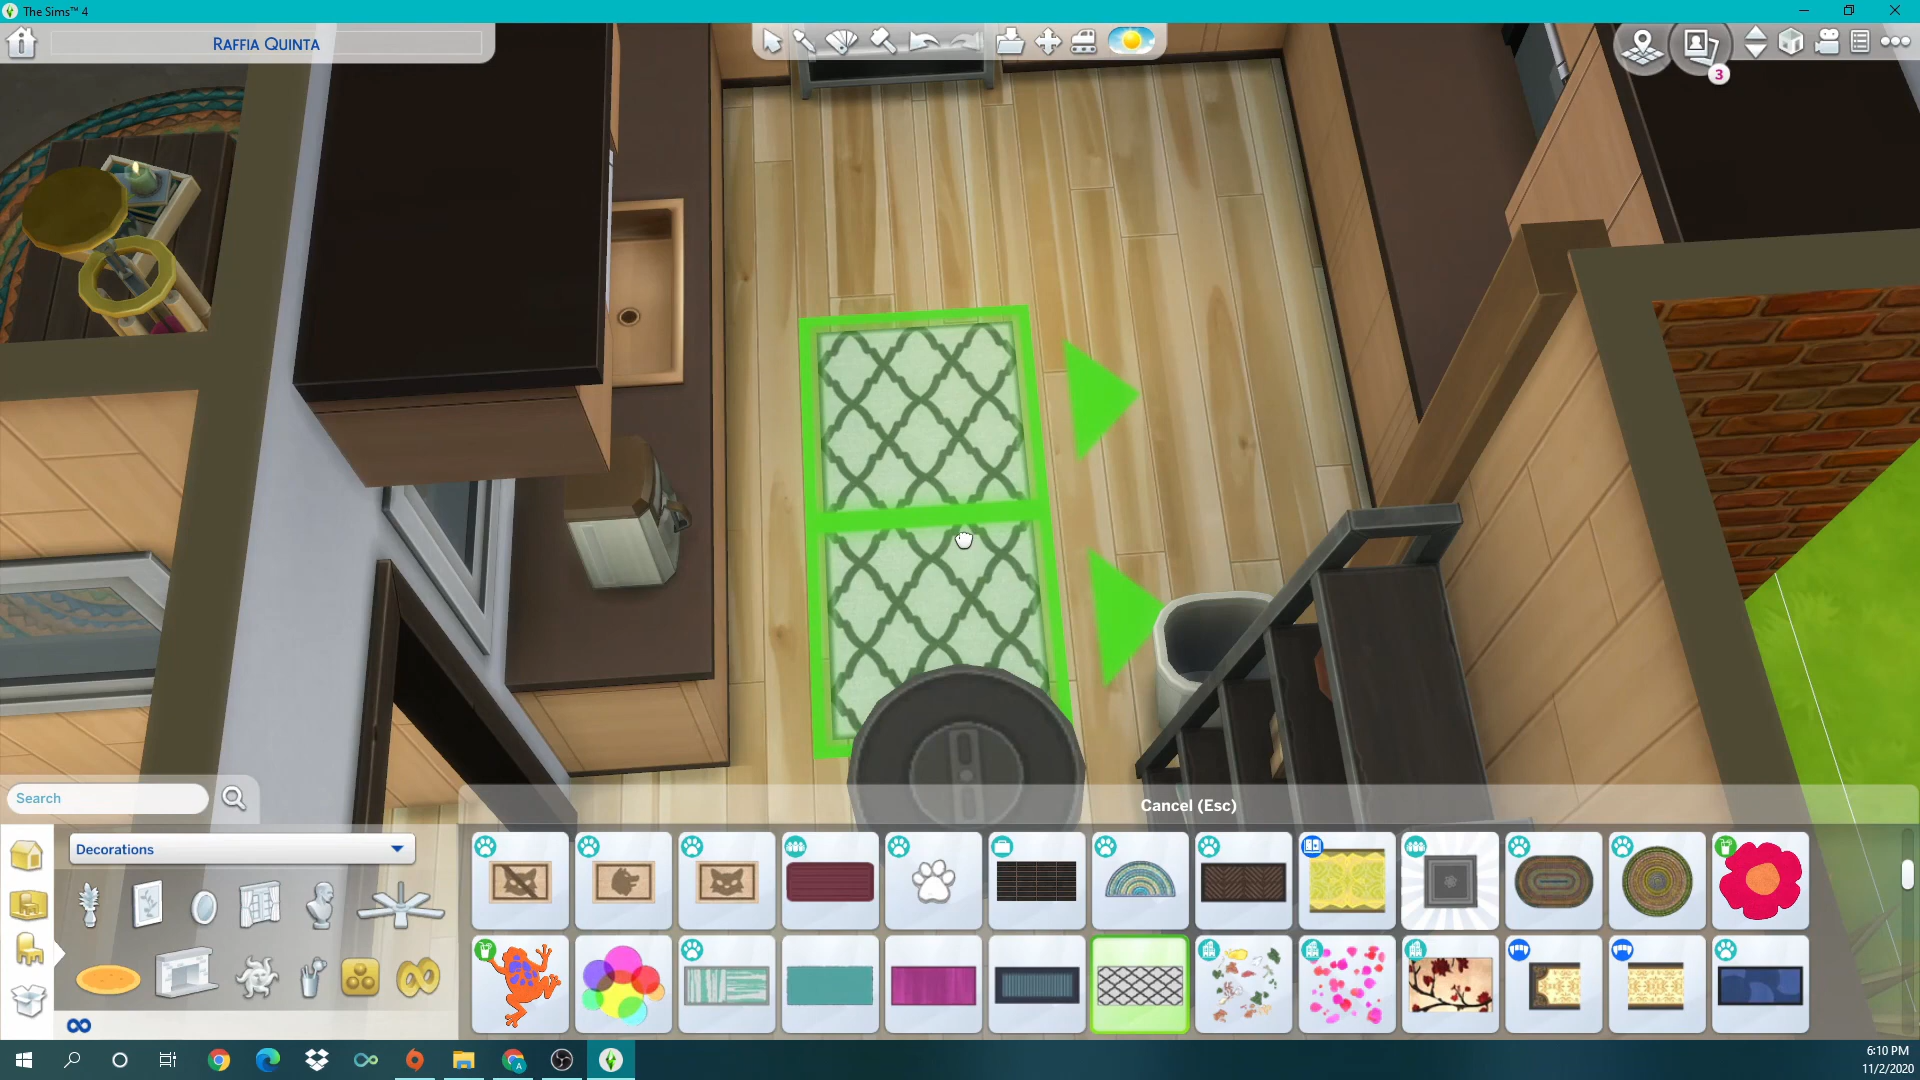 The Sims™ 4
RAFFIA QUINTA
3
Cancel (Esc)
Search
Decorations
6:10 PM
11/2/2020